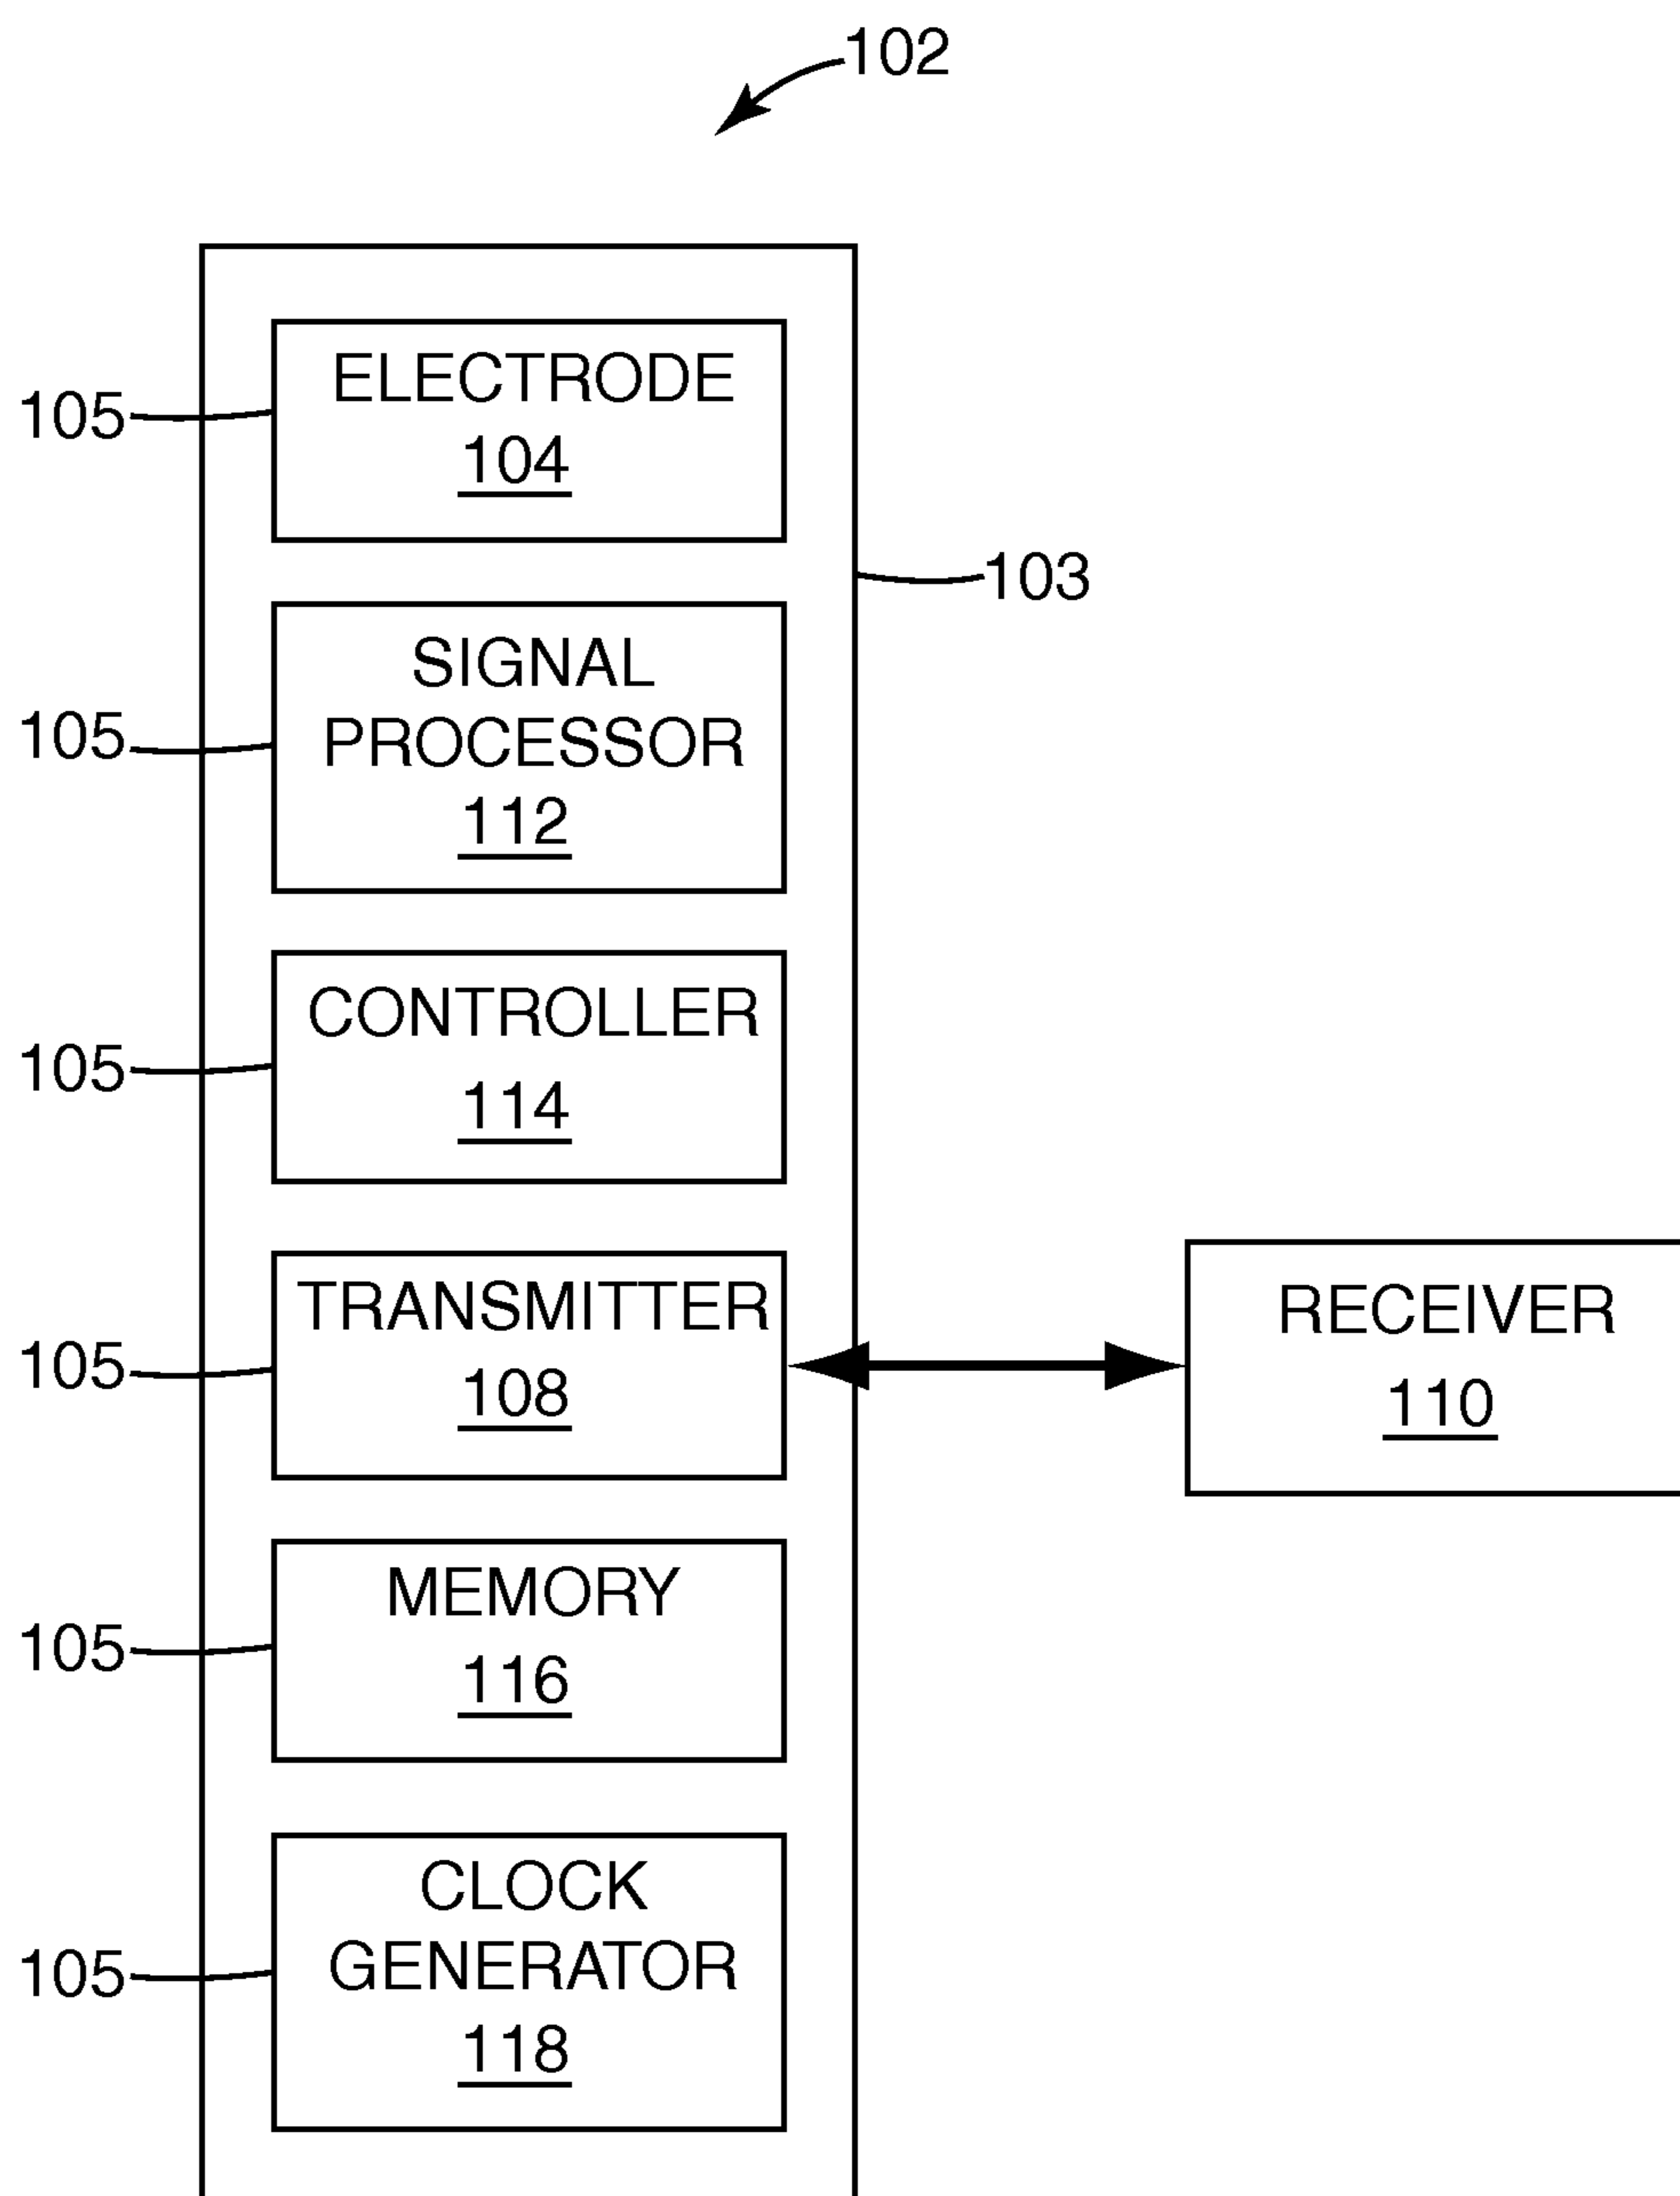 102
ELECTRODE
104
105
103
SIGNAL
PROCESSOR
112
105
CONTROLLER
114
105
TRANSMITTER
108
105
RECEIVER
110
MEMORY
116
105
CLOCK
GENERATOR
118
105